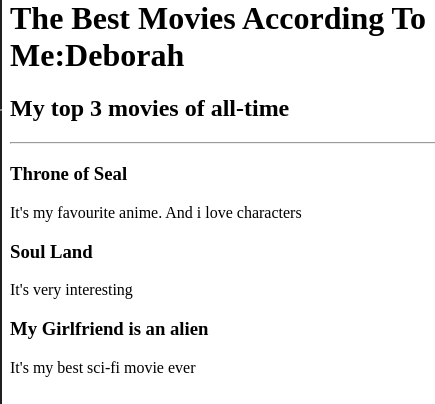 The Best Movies According To
Me:Deborah
My top 3 movies of all-time
Throne of Seal
It's my favourite anime. And i love characters
Soul Land
It's very interesting
My Girlfriend is an alien
It's my best sci-fi movie ever